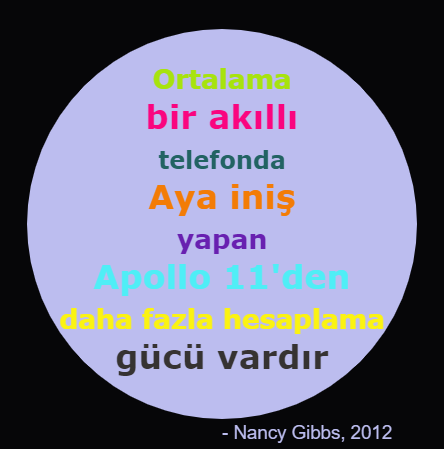 Ortalama
bir akıllı
telefonda
Aya iniş
yapan
Apollo 11'den
daha fazla hesaplama
gücü vardır
- Nancy Gibbs, 2012